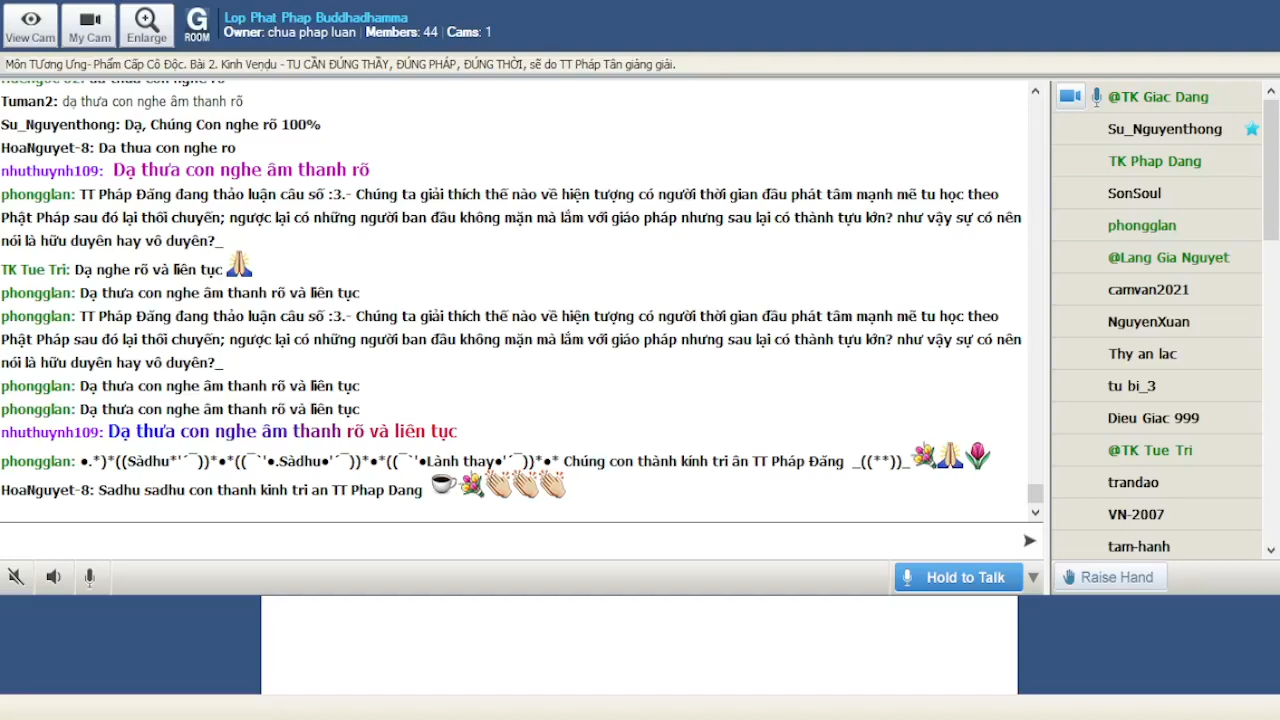 View Cam
My Cam
Enlarge
G
ROOM
Lop Phat Phap Buddhadhamma
Owner: chua phap luan | Members: 44 | Cams: 1
Môn Tương Ưng- Phẩm Cấp Cô Độc. Bài 2. Kinh Veṇḍu - TU CẦN ĐÚNG THẦY, ĐÚNG PHÁP, ĐÚNG THỜI, sẽ do TT Pháp Tân giảng giải.
Tuman2: dạ thưa con nghe âm thanh rõ
Su_Nguyenthong: Dạ, Chúng Con nghe rõ 100%
HoaNguyet-8: Da thua con nghe ro
nhuthuynh109: Dạ thưa con nghe âm thanh rõ
phongglan: TT Pháp Đăng đang thảo luận câu số :3.- Chúng ta giải thích thế nào về hiện tượng có người thời gian đầu phát tâm mạnh mẽ tu học theo
Phật Pháp sau đó lại thối chuyển; ngược lại có những người ban đầu không mặn mà lắm với giáo pháp nhưng sau lại có thành tựu lớn? như vậy sự có nên
nói là hữu duyên hay vô duyên?_
TK Tue Tri: Dạ nghe rõ và liên tục
phongglan: Dạ thưa con nghe âm thanh rõ và liên tục
phongglan: TT Pháp Đăng đang thảo luận câu số :3.- Chúng ta giải thích thế nào về hiện tượng có người thời gian đầu phát tâm mạnh mẽ tu học theo
Phật Pháp sau đó lại thối chuyển; ngược lại có những người ban đầu không mặn mà lắm với giáo pháp nhưng sau lại có thành tựu lớn? như vậy sự có nên
nói là hữu duyên hay vô duyên?_
phongglan: Dạ thưa con nghe âm thanh rõ và liên tục
phongglan: Dạ thưa con nghe âm thanh rõ và liên tục
nhuthuynh109: Dạ thưa con nghe âm thanh rõ và liên tục
phongglan: •.*)*((Sàdhu*'´¯))*•*((¯`'•.Sàdhu•'´¯))*•*((¯`'•Lành thay•'´¯))*•* Chúng con thành kính tri ân TT Pháp Đăng _((**))_
HoaNguyet-8: Sadhu sadhu con thanh kinh tri an TT Phap Dang
Hold to Talk
@TK Giac Dang
Su_Nguyenthong
TK Phap Dang
SonSoul
phongglan
@Lang Gia Nguyet
camvan2021
NguyenXuan
Thy an lac
tu bi_3
Dieu Giac 999
@TK Tue Tri
trandao
VN-2007
tam-hanh
Raise Hand